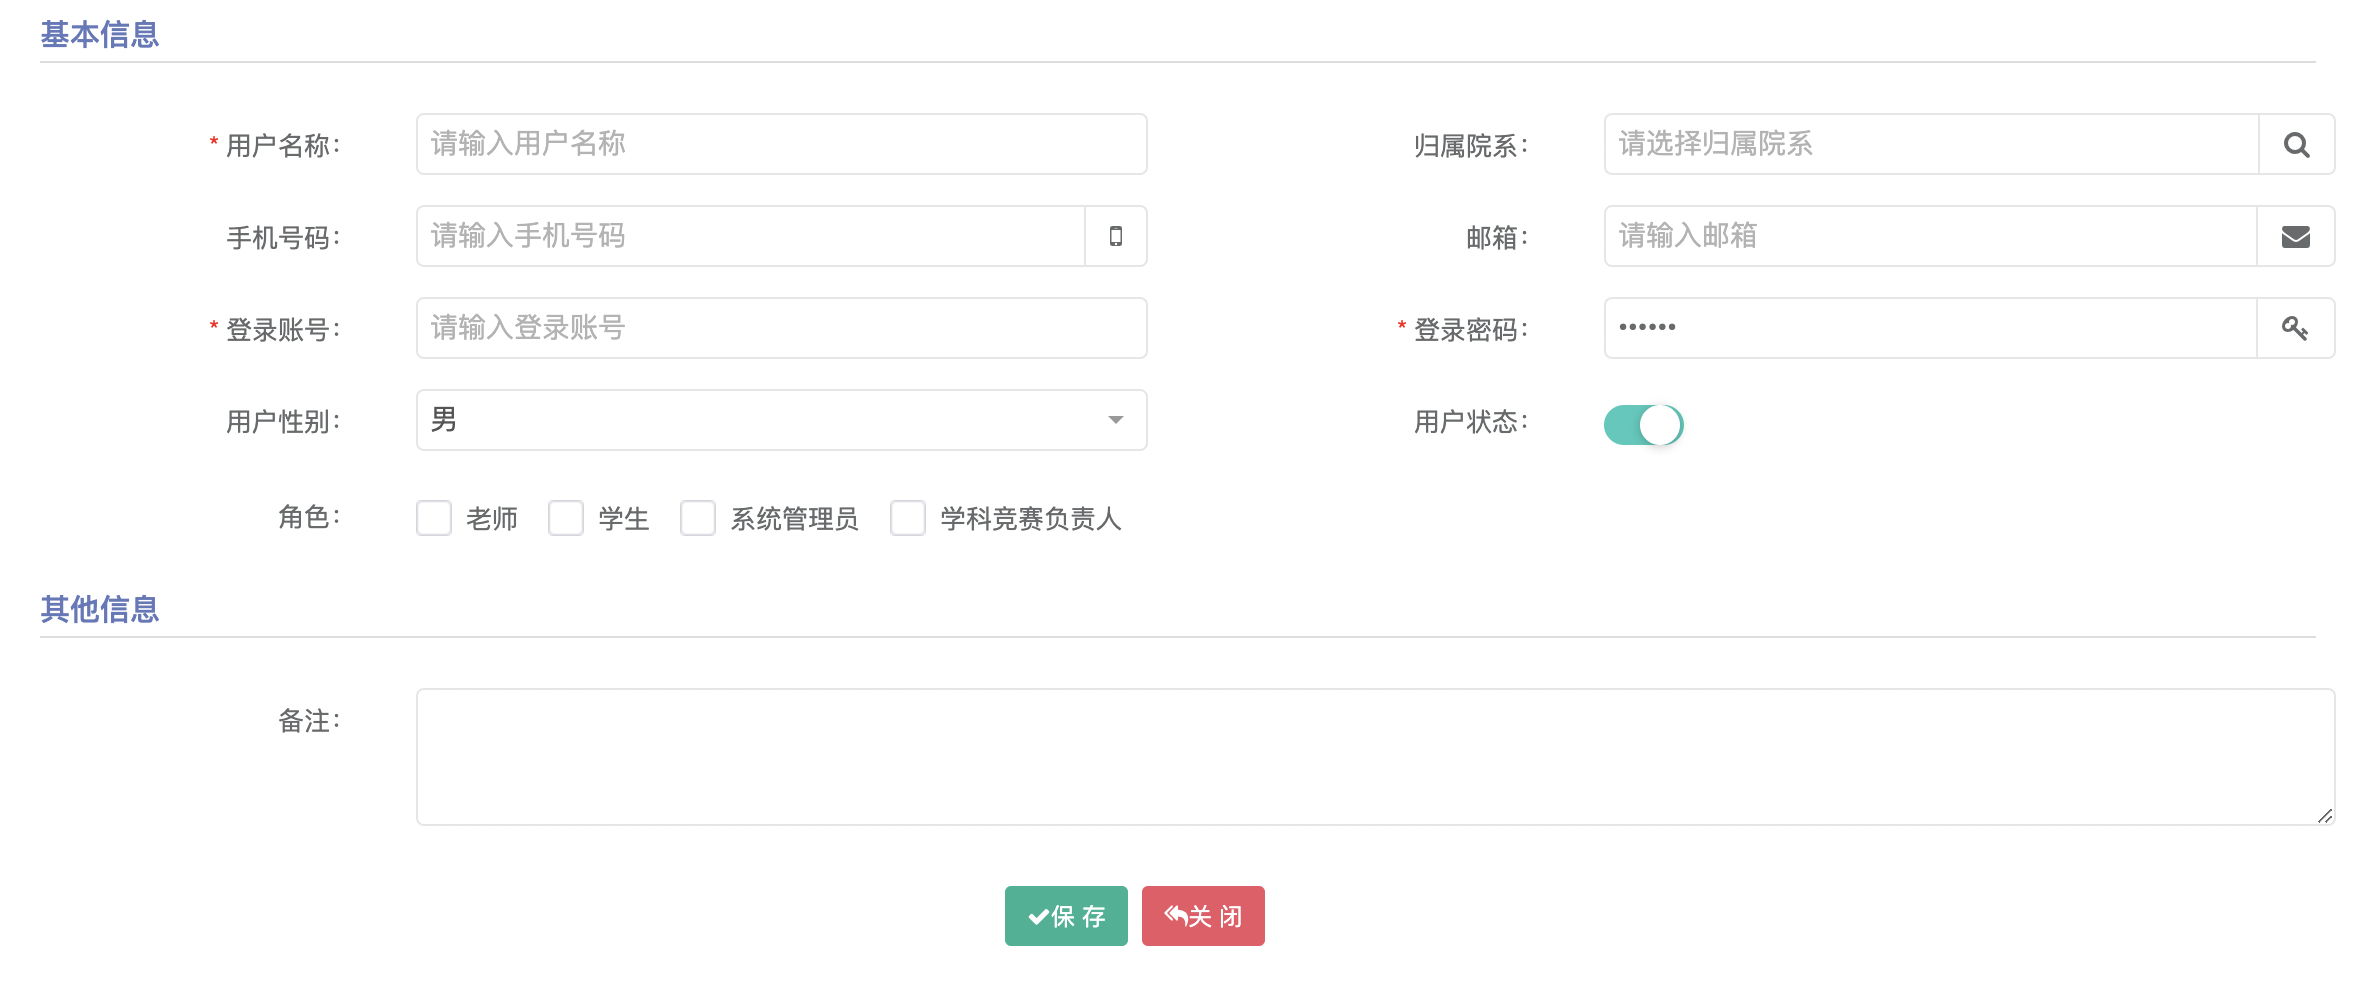 基本信息
* 用户名称： 请输入用户名称 归属院系： 请选择归属院系
手机号码： 请输入手机号码 邮箱： 请输入邮箱
* 登录账号： 请输入登录账号 * 登录密码： ••••••
用户性别： 男 用户状态：
角色： 老师 学生 系统管理员 学科竞赛负责人
其他信息
备注：
保 存 关 闭